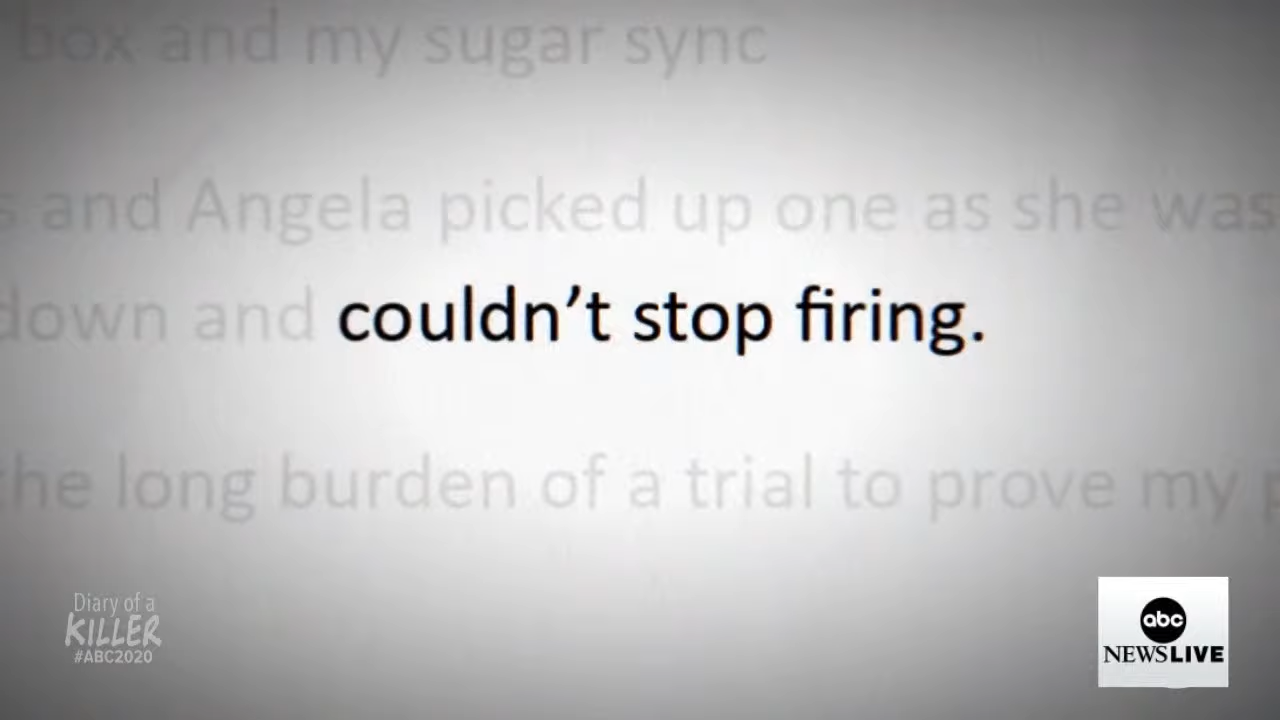 box and my sugar sync
s and Angela picked up one as she was
down and couldn't stop firing.
the long burden of a trial to prove my p
Diary of a
KILLER
#ABC2020
abc
NEWSLIVE